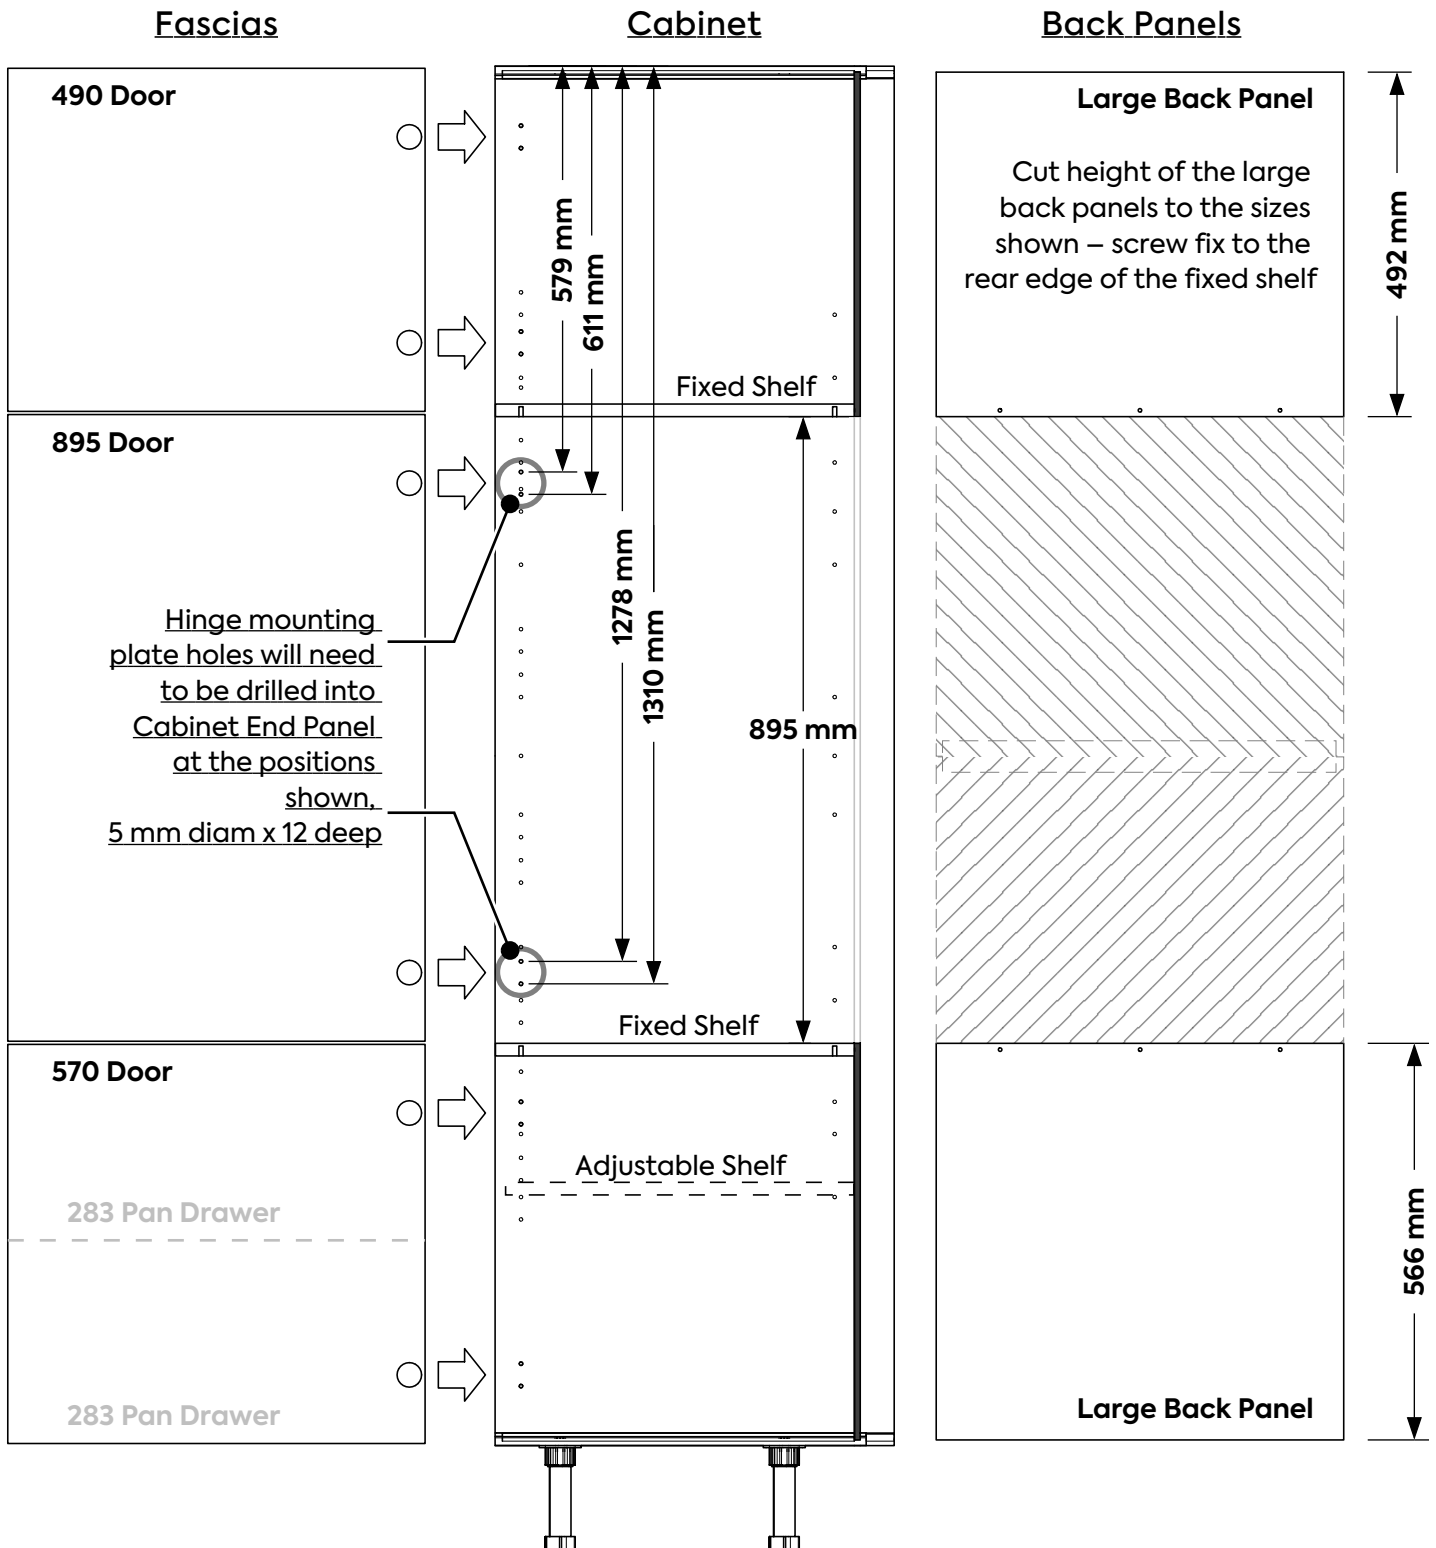 Fascias
Cabinet
Back Panels
490 Door
895 Door
Hinge mounting
plate holes will need
to be drilled into
Cabinet End Panel
at the positions
shown,
5 mm diam x 12 deep
570 Door
283 Pan Drawer
283 Pan Drawer
579 mm
611 mm
1278 mm
1310 mm
Fixed Shelf
895 mm
Fixed Shelf
Adjustable Shelf
Large Back Panel
Cut height of the large
back panels to the sizes
shown – screw fix to the
rear edge of the fixed shelf
492 mm
566 mm
Large Back Panel